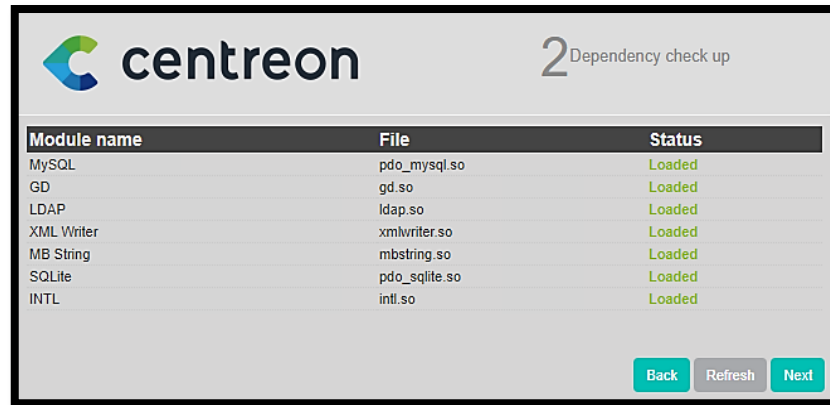 centreon
2 Dependency check up
Module name File Status
MySQL pdo_mysql.so Loaded
GD gd.so Loaded
LDAP ldap.so Loaded
XML Writer xmlwriter.so Loaded
MB String mbstring.so Loaded
SQLite pdo_sqlite.so Loaded
INTL intl.so Loaded
Back Refresh Next